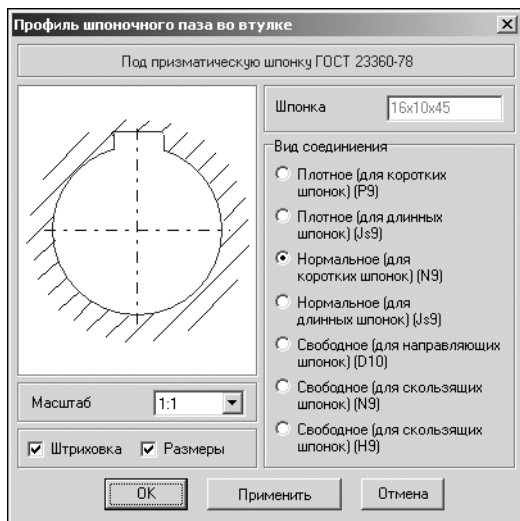 Профиль шпоночного паза во втулке
Под призматическую шпонку ГОСТ 23360-78
Шпонка 16x10x45
Вид соединиения
Плотное (для коротких
шпонок) (P9)
Плотное (для длинных
шпонок) (Js9)
Нормальное (для
коротких шпонок) (N9)
Нормальное (для
длинных шпонок) (Js9)
Свободное (для направляющих
шпонок) (D10)
Свободное (для скользящих
шпонок) (N9)
Свободное (для скользящих
шпонок) (H9)
Масштаб 1:1
Штриховка Размеры
OK Применить Отмена